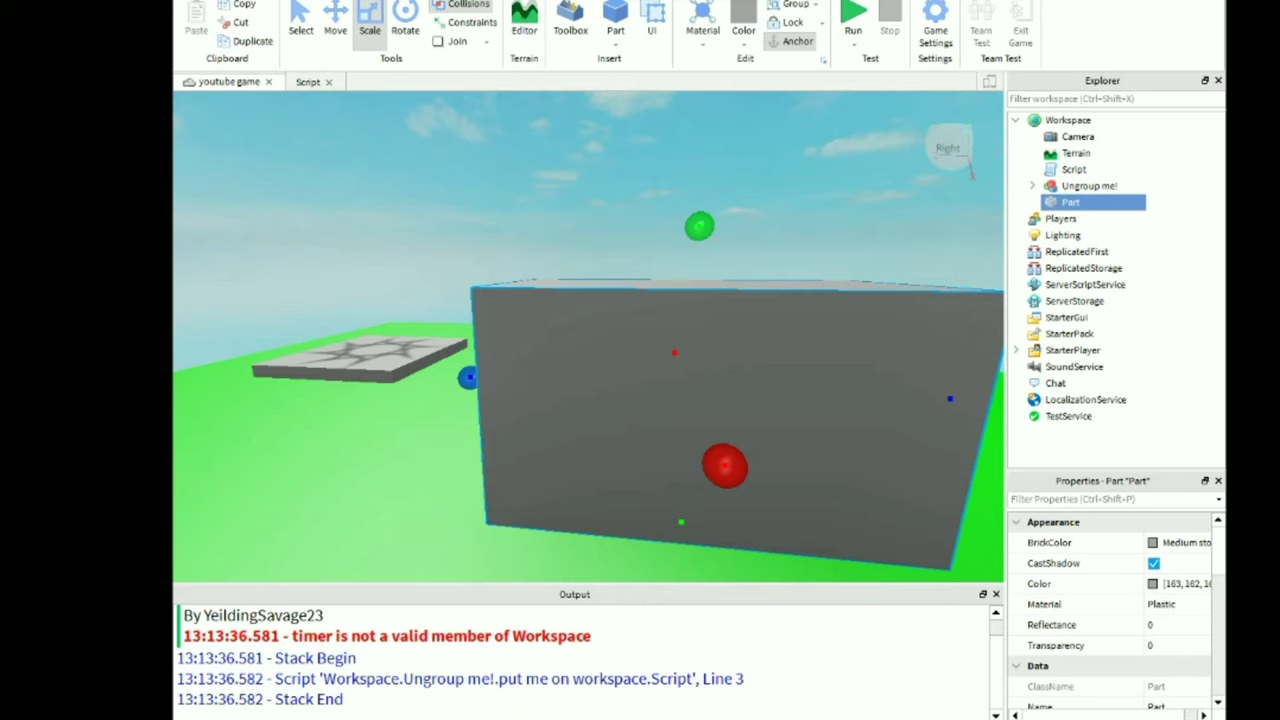 Copy
Collisions
Group
Cut
Constraints
Lock
Paste
Duplicate
Select
Move
Scale
Rotate
Join
Editor
Toolbox
Part
UI
Material
Color
Anchor
Run
Stop
Game
Settings
Team
Test
Exit
Game
Clipboard
Tools
Terrain
Insert
Edit
Test
Settings
Team Test
youtube game
Script
Explorer
Filter workspace (Ctrl+Shift+X)
Workspace
Camera
Terrain
Script
Ungroup me!
Part
Players
Lighting
ReplicatedFirst
ReplicatedStorage
ServerScriptService
ServerStorage
StarterGui
StarterPack
StarterPlayer
SoundService
Chat
LocalizationService
TestService
Right
x
Properties - Part "Part"
Filter Properties (Ctrl+Shift+P)
Appearance
BrickColor Medium sto
CastShadow
Color [163, 162, 16
Material Plastic
Reflectance 0
Transparency 0
Data
ClassName Part
Name Part
Output
By YeildingSavage23
13:13:36.581 - timer is not a valid member of Workspace
13:13:36.581 - Stack Begin
13:13:36.582 - Script 'Workspace.Ungroup me!.put me on workspace.Script', Line 3
13:13:36.582 - Stack End